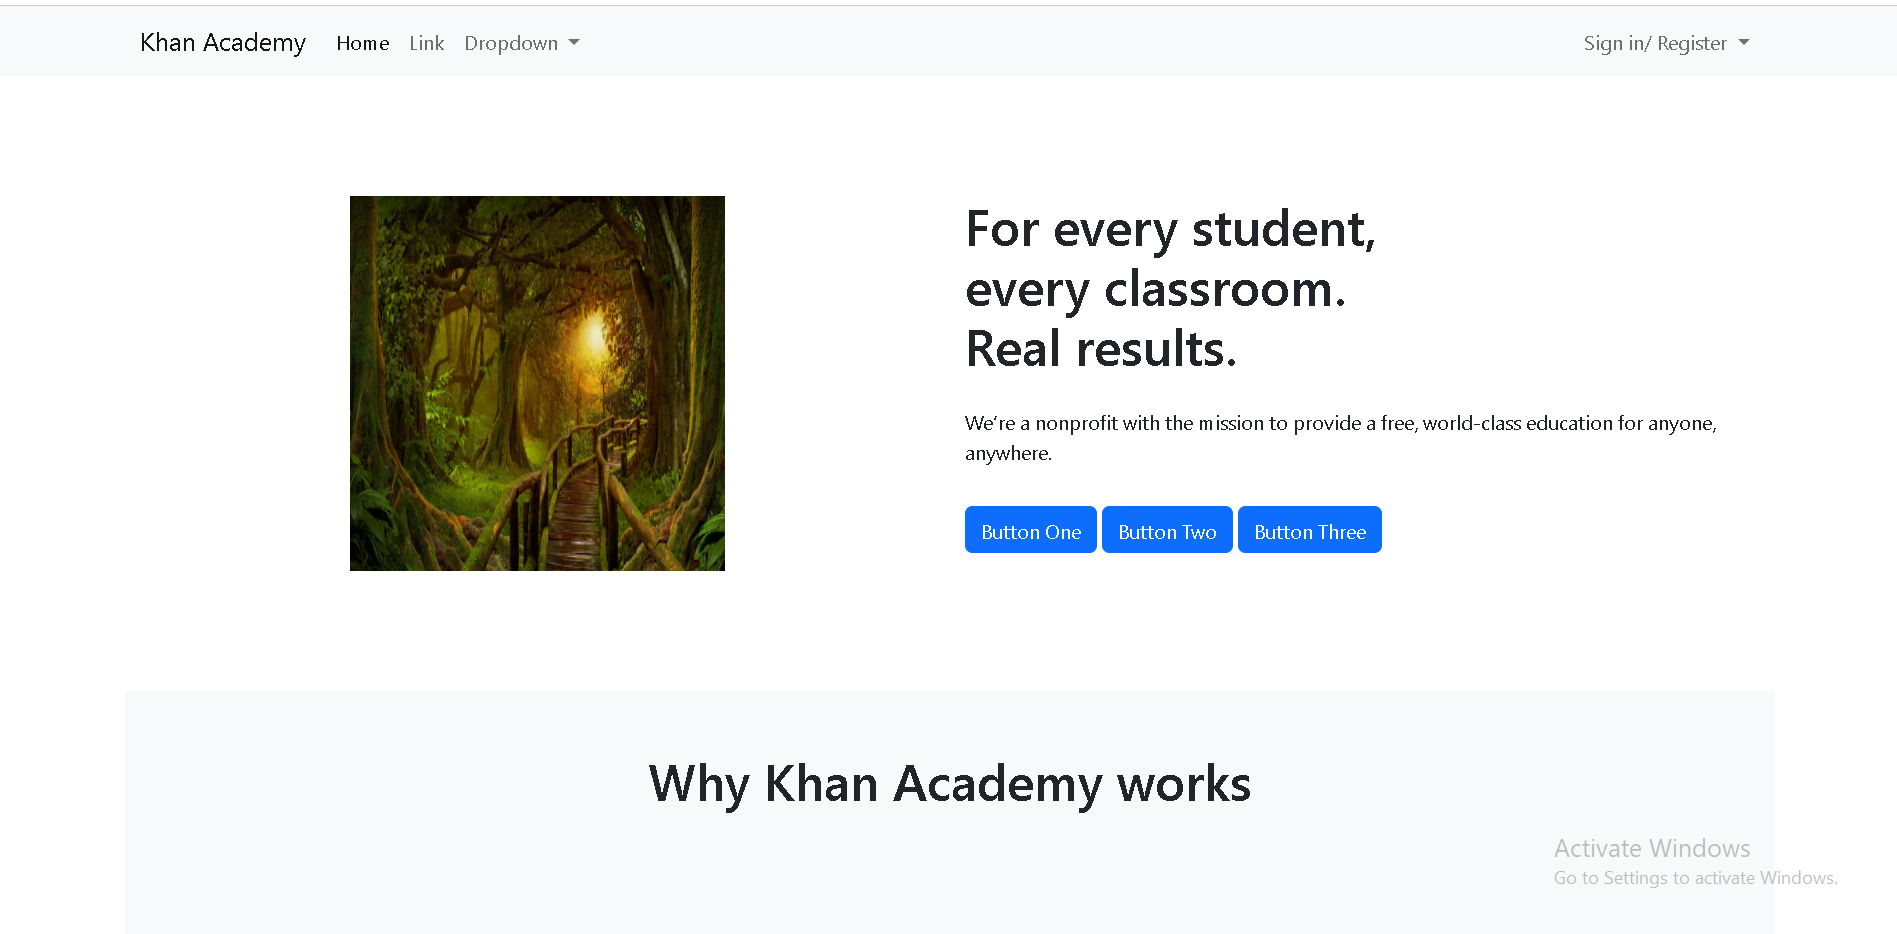 Khan Academy Home Link Dropdown Sign in/ Register
For every student,
every classroom.
Real results.
We're a nonprofit with the mission to provide a free, world-class education for anyone,
anywhere.
Button One Button Two Button Three
Why Khan Academy works
Activate Windows
Go to Settings to activate Windows.